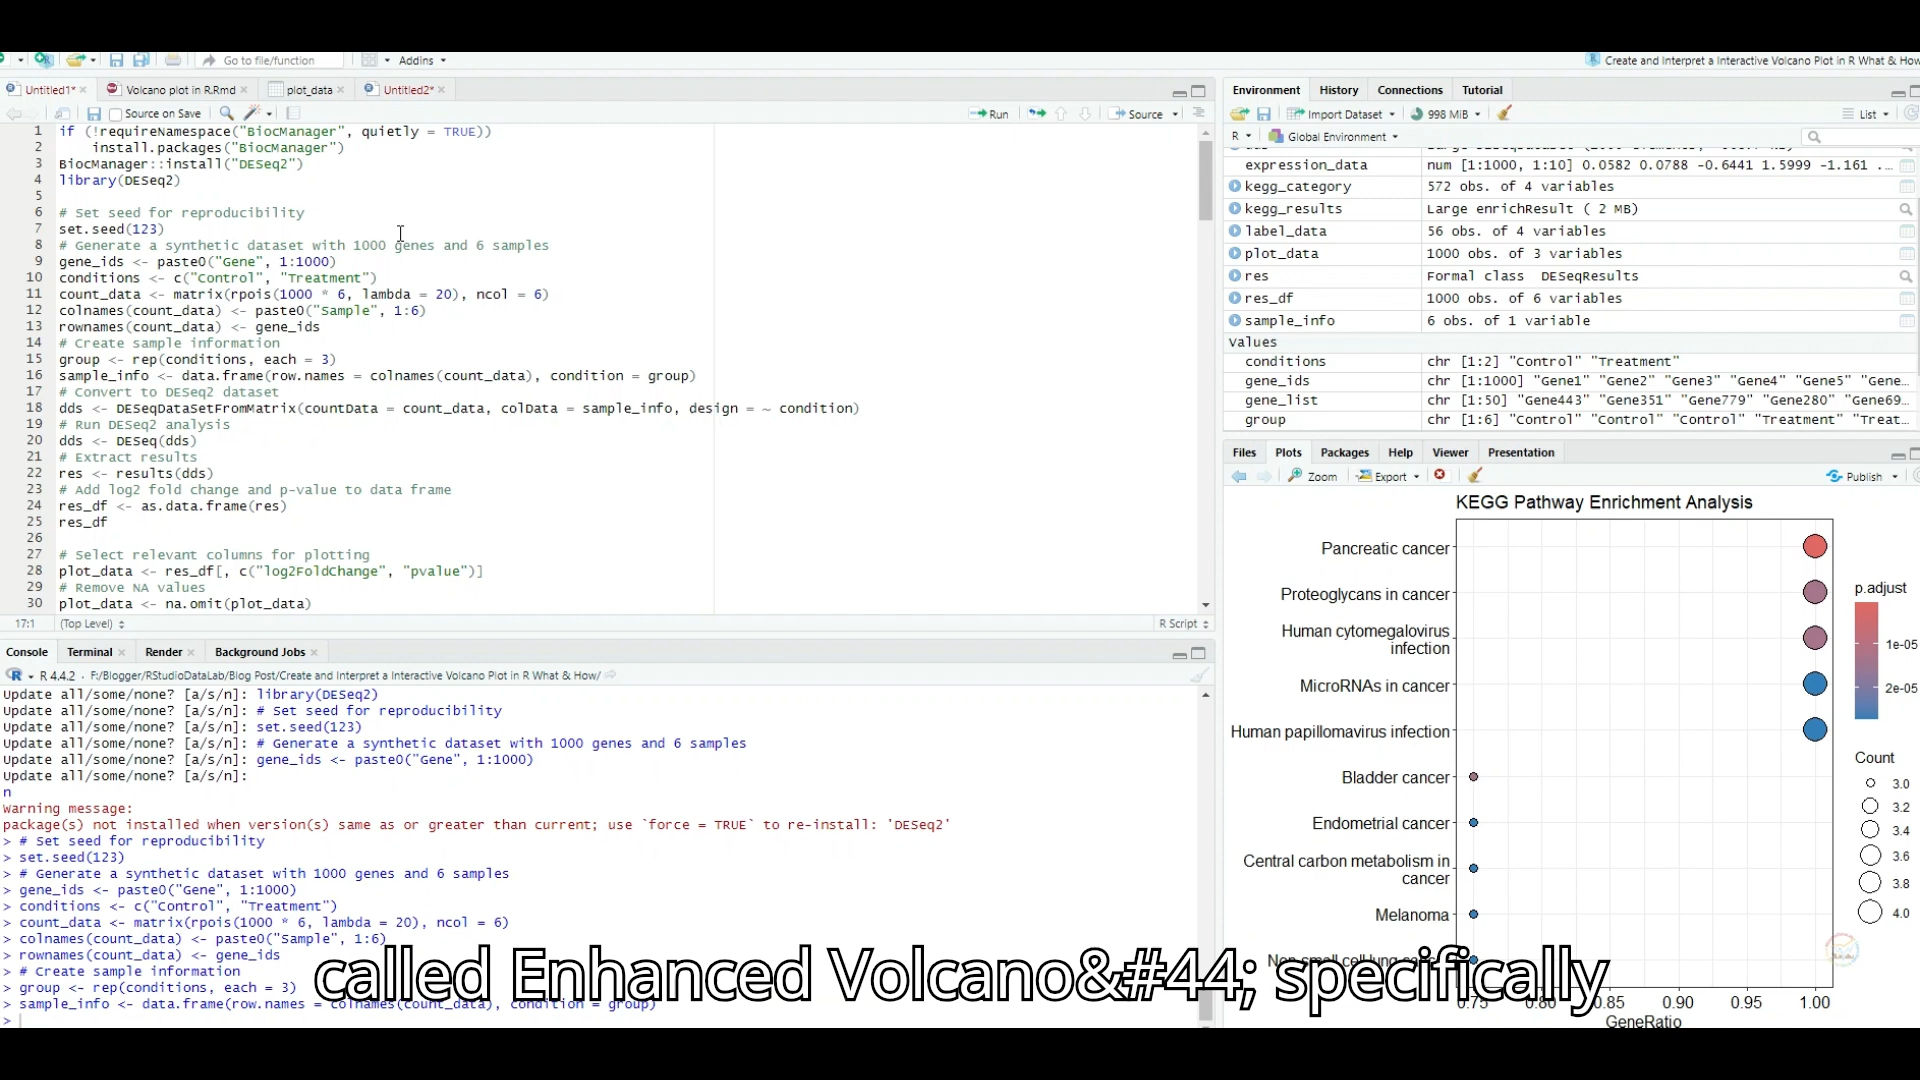 Go to file/function
Addins
Create and Interpret a Interactive Volcano Plot in R What & How
Untitled1*
Volcano plot in R.Rmd
plot_data
Untitled2*
Source on Save
Run
Source
1 if (!requireNamespace("BiocManager", quietly = TRUE))
2 install.packages("BiocManager")
3 BiocManager::install("DESeq2")
4 library(DESeq2)
5
6 # Set seed for reproducibility
7 set.seed(123)
8 # Generate a synthetic dataset with 1000 genes and 6 samples
9 gene_ids <- paste0("Gene", 1:1000)
10 conditions <- c("Control", "Treatment")
11 count_data <- matrix(rpois(1000 * 6, lambda = 20), ncol = 6)
12 colnames(count_data) <- paste0("Sample", 1:6)
13 rownames(count_data) <- gene_ids
14 # Create sample information
15 group <- rep(conditions, each = 3)
16 sample_info <- data.frame(row.names = colnames(count_data), condition = group)
17 # Convert to DESeq2 dataset
18 dds <- DESeqDataSetFromMatrix(countData = count_data, colData = sample_info, design = ~ condition)
19 # Run DESeq2 analysis
20 dds <- DESeq(dds)
21 # Extract results
22 res <- results(dds)
23 # Add log2 fold change and p-value to data frame
24 res_df <- as.data.frame(res)
25 res_df
26
27 # Select relevant columns for plotting
28 plot_data <- res_df[, c("log2FoldChange", "pvalue")]
29 # Remove NA values
30 plot_data <- na.omit(plot_data)
17:1 (Top Level) R Script
Console Terminal Render Background Jobs
R 4.4.2 · F:/Blogger/RStudioDataLab/Blog Post/Create and Interpret a Interactive Volcano Plot in R What & How/
Update all/some/none? [a/s/n]: library(DESeq2)
Update all/some/none? [a/s/n]: # Set seed for reproducibility
Update all/some/none? [a/s/n]: set.seed(123)
Update all/some/none? [a/s/n]: # Generate a synthetic dataset with 1000 genes and 6 samples
Update all/some/none? [a/s/n]: gene_ids <- paste0("Gene", 1:1000)
Update all/some/none? [a/s/n]:
n
Warning message:
package(s) not installed when version(s) same as or greater than current; use `force = TRUE` to re-install: 'DESeq2'
> # Set seed for reproducibility
> set.seed(123)
> # Generate a synthetic dataset with 1000 genes and 6 samples
> gene_ids <- paste0("Gene", 1:1000)
> conditions <- c("Control", "Treatment")
> count_data <- matrix(rpois(1000 * 6, lambda = 20), ncol = 6)
> colnames(count_data) <- paste0("Sample", 1:6)
> rownames(count_data) <- gene_ids
> # Create sample information
> group <- rep(conditions, each = 3)
> sample_info <- data.frame(row.names = colnames(count_data), condition = group)
>
called Enhanced Volcano&#44; specifically
Environment History Connections Tutorial
Import Dataset 998 MiB List
R Global Environment
expression_data num [1:1000, 1:10] 0.0582 0.0788 -0.6441 1.5999 -1.161 ...
kegg_category 572 obs. of 4 variables
kegg_results Large enrichResult ( 2 MB)
label_data 56 obs. of 4 variables
plot_data 1000 obs. of 3 variables
res Formal class DESeqResults
res_df 1000 obs. of 6 variables
sample_info 6 obs. of 1 variable
values
conditions chr [1:2] "Control" "Treatment"
gene_ids chr [1:1000] "Gene1" "Gene2" "Gene3" "Gene4" "Gene5" "Gene...
gene_list chr [1:50] "Gene443" "Gene351" "Gene779" "Gene280" "Gene69...
group chr [1:6] "Control" "Control" "Control" "Treatment" "Treat...
Files Plots Packages Help Viewer Presentation
Zoom Export Publish
KEGG Pathway Enrichment Analysis
Pancreatic cancer
Proteoglycans in cancer
Human cytomegalovirus
infection
MicroRNAs in cancer
Human papillomavirus infection
Bladder cancer
Endometrial cancer
Central carbon metabolism in
cancer
Melanoma
0.75 0.80 0.85 0.90 0.95 1.00
GeneRatio
p.adjust
1e-05
2e-05
Count
3.0
3.2
3.4
3.6
3.8
4.0